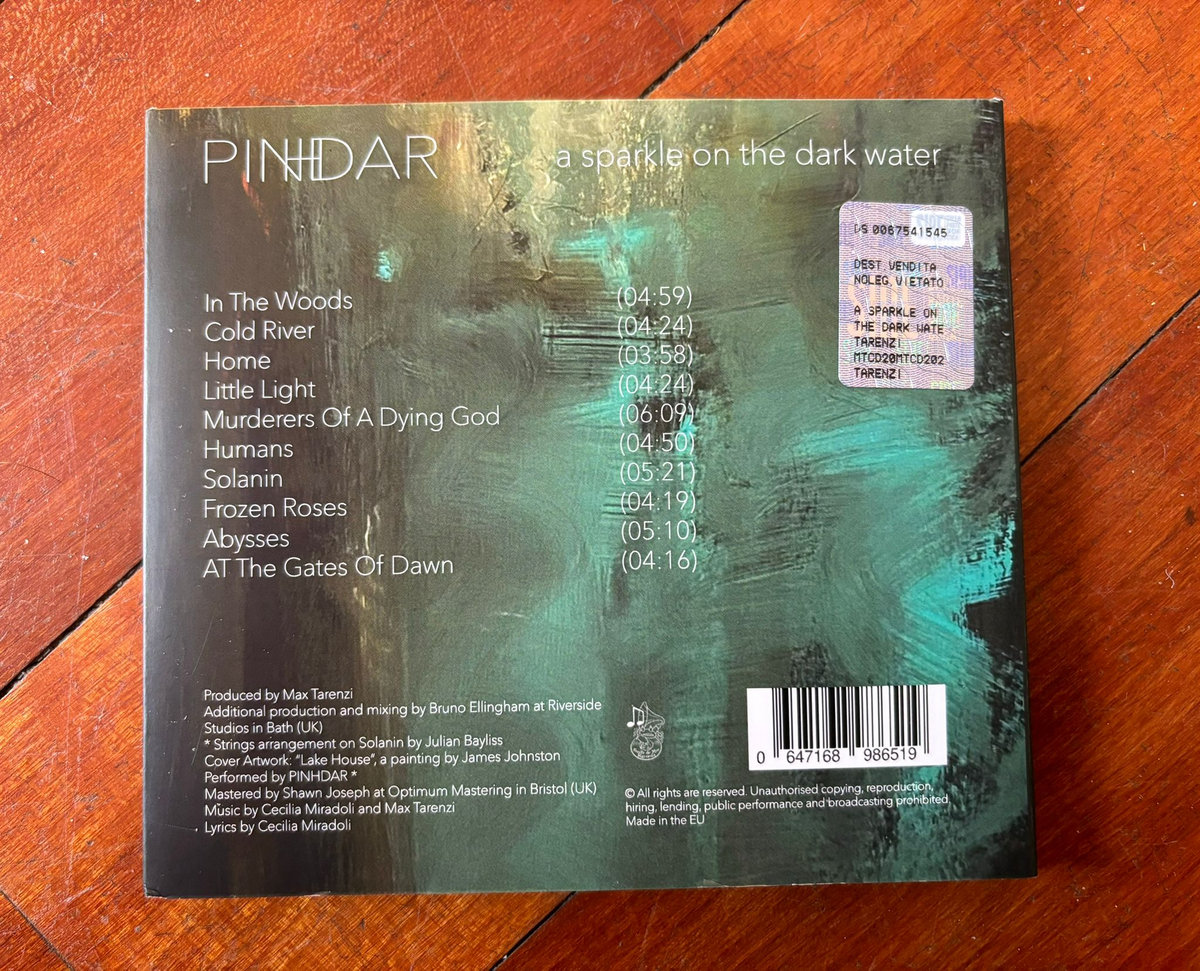 PINHDAR
a sparkle on the dark water
DS 0067541545
DEST.VENDITA
NOLEG.VIETATO
A SPARKLE ON
THE DARK WATE
TARENZI
MTCD20MTCD202
TARENZI
In The Woods (04:59)
Cold River (04:24)
Home (03:58)
Little Light (04:24)
Murderers Of A Dying God (06:09)
Humans (04:50)
Solanin (05:21)
Frozen Roses (04:19)
Abysses (05:10)
AT The Gates Of Dawn (04:16)
Produced by Max Tarenzi
Additional production and mixing by Bruno Ellingham at Riverside
Studios in Bath (UK)
* Strings arrangement on Solanin by Julian Bayliss
Cover Artwork: “Lake House”, a painting by James Johnston
Performed by PINHDAR *
Mastered by Shawn Joseph at Optimum Mastering in Bristol (UK)
Music by Cecilia Miradoli and Max Tarenzi
Lyrics by Cecilia Miradoli
0 647168 986519
© All rights are reserved. Unauthorised copying, reproduction,
hiring, lending, public performance and broadcasting prohibited.
Made in the EU